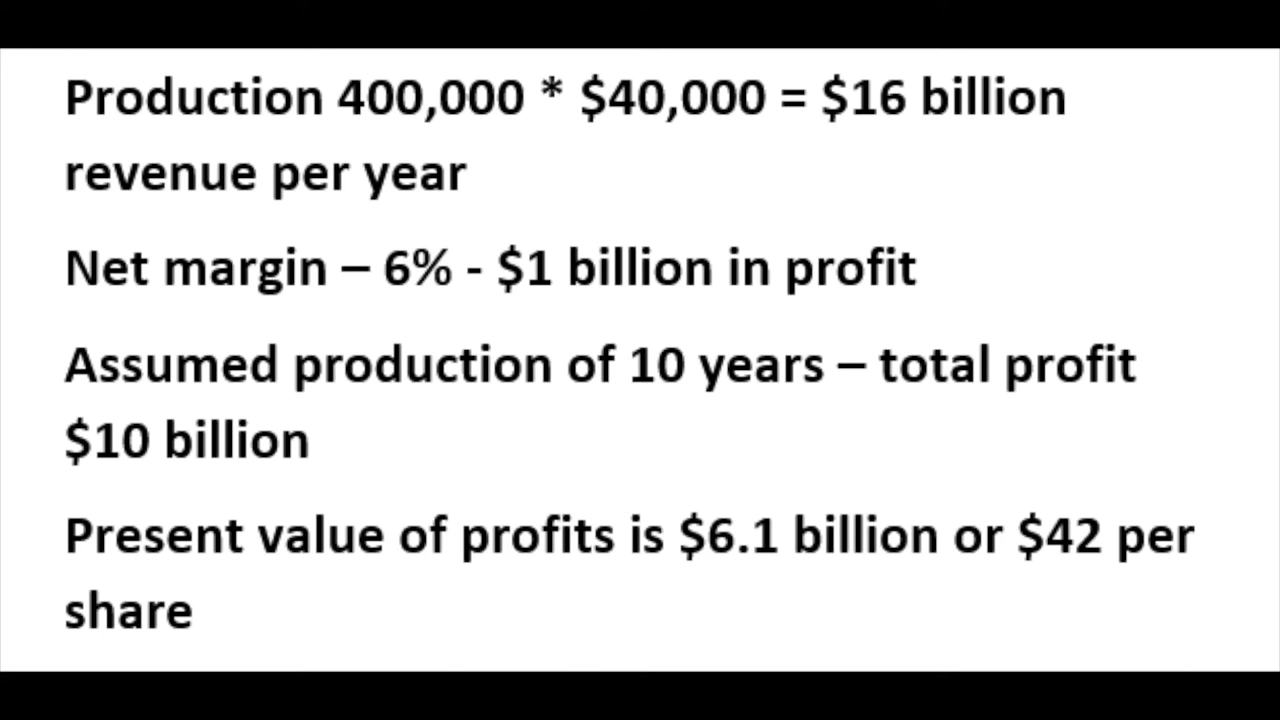 Production 400,000 * $40,000 = $16 billion
revenue per year
Net margin – 6% - $1 billion in profit
Assumed production of 10 years – total profit
$10 billion
Present value of profits is $6.1 billion or $42 per
share